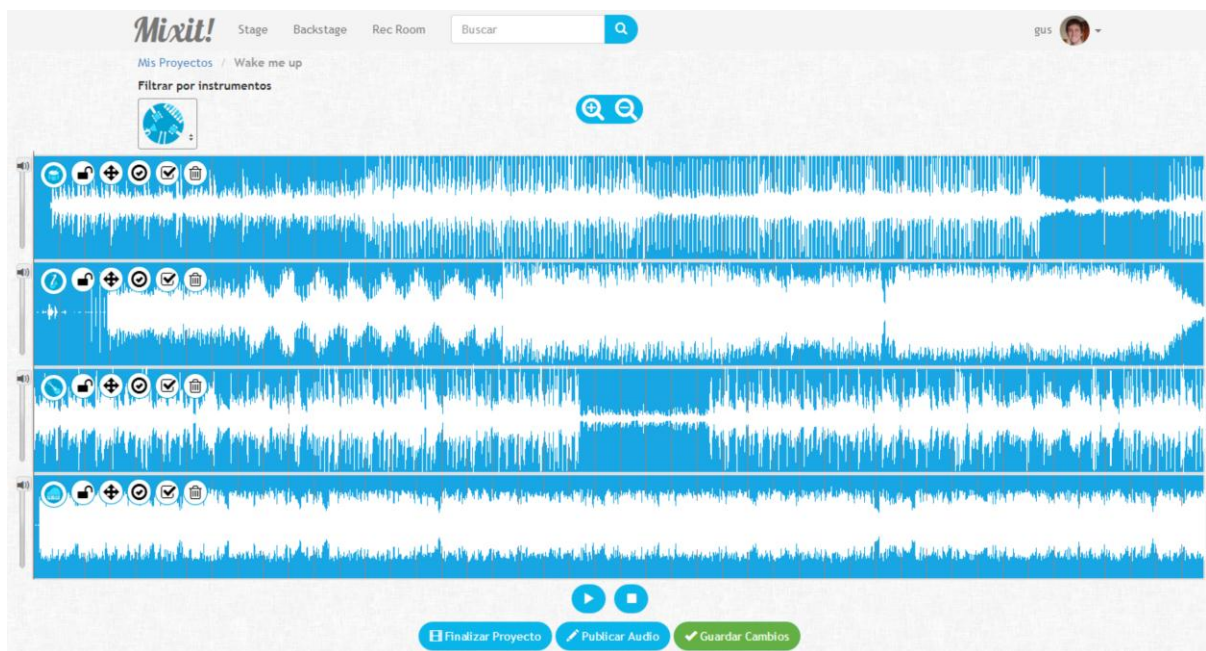 Mixit! Stage Backstage Rec Room Buscar gus
Mis Proyectos / Wake me up
Filtrar por instrumentos
Finalizar Proyecto Publicar Audio Guardar Cambios